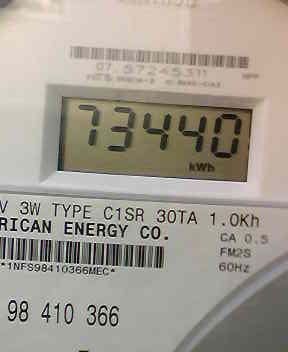 07.57245311
73440
kWh
V 3W TYPE C1SR 30TA 1.0Kh
RICAN ENERGY CO.
CA 0.5
FM2S
*1NFS98410366MEC*
60Hz
98 410 366